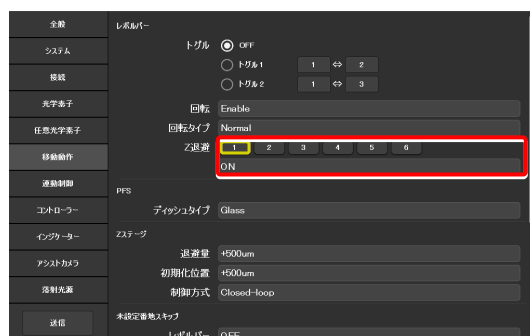 全般
システム
接続
光学素子
任意光学素子
移動動作
連動制御
コントローラー
インジケーター
アシストカメラ
落射光源
送信
レボルバー
トグル OFF
トグル1 1 ⇔ 2
トグル2 1 ⇔ 3
回転 Enable
回転タイプ Normal
Z退避 1 2 3 4 5 6
ON
PFS
ディッシュタイプ Glass
Zステージ
退避量 +500um
初期化位置 +500um
制御方式 Closed-loop
未設定番地スキップ
レボルバー OFF